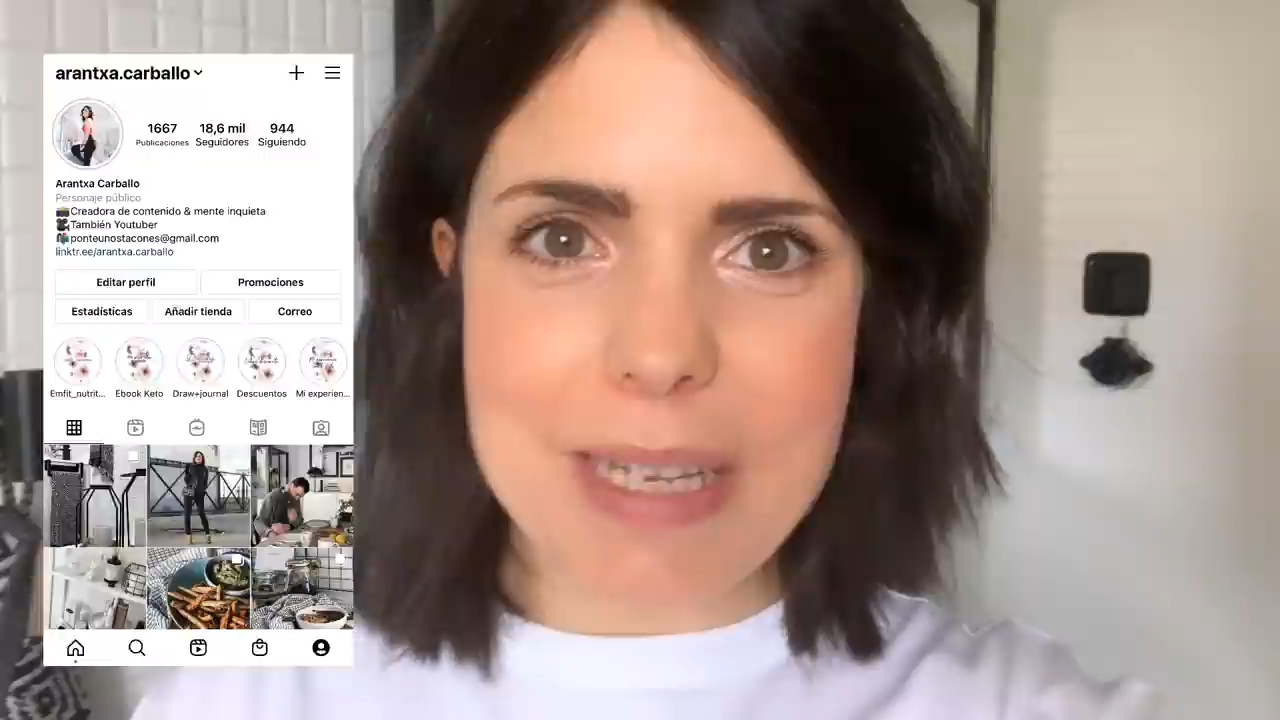 arantxa.carballo
1667 18,6 mil 944
Publicaciones Seguidores Siguiendo
Arantxa Carballo
Personaje público
Creadora de contenido & mente inquieta
También Youtuber
ponteunostacones@gmail.com
linktr.ee/arantxa.carballo
Editar perfil Promociones
Estadísticas Añadir tienda Correo
Emfit_nutrit... Ebook Keto Draw+journal Descuentos Mi experien...